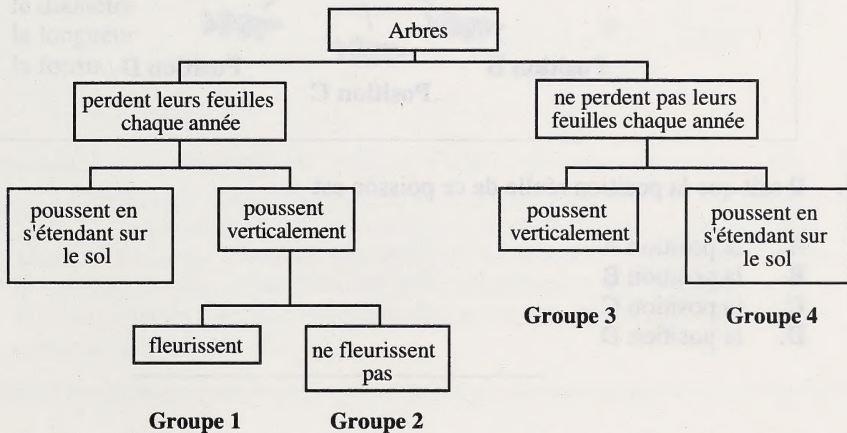 Arbres
perdent leurs feuilles
chaque année
ne perdent pas leurs
feuilles chaque année
poussent en
s'étendant sur
le sol
poussent
verticalement
poussent
verticalement
poussent en
s'étendant sur
le sol
fleurissent
ne fleurissent
pas
Groupe 3
Groupe 4
Groupe 1
Groupe 2